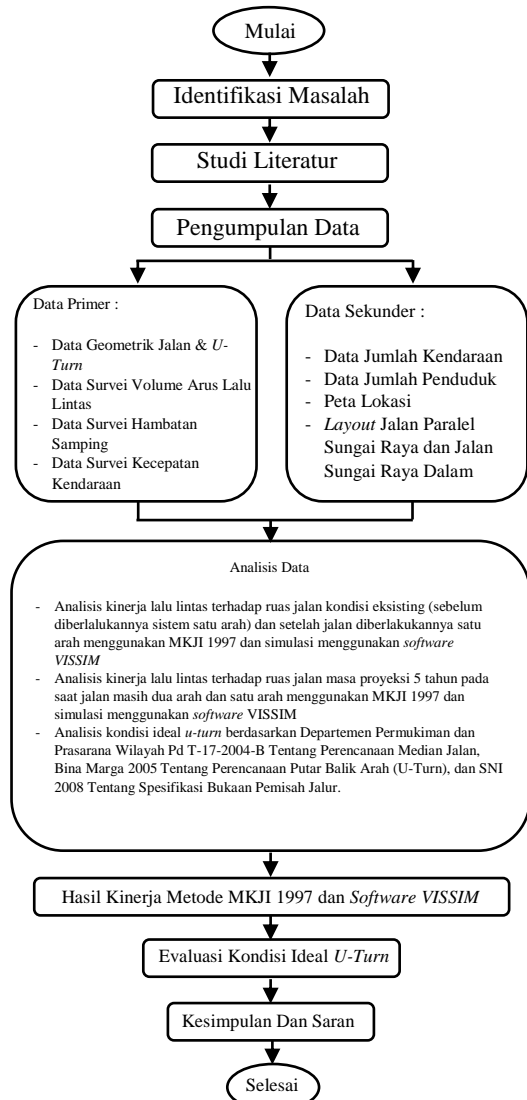 Mulai
Identifikasi Masalah
Studi Literatur
Pengumpulan Data
Data Primer :
- Data Geometrik Jalan & U-
Turn
- Data Survei Volume Arus Lalu
Lintas
- Data Survei Hambatan
Samping
- Data Survei Kecepatan
Kendaraan
Data Sekunder :
- Data Jumlah Kendaraan
- Data Jumlah Penduduk
- Peta Lokasi
- Layout Jalan Paralel
Sungai Raya dan Jalan
Sungai Raya Dalam
Analisis Data
- Analisis kinerja lalu lintas terhadap ruas jalan kondisi eksisting (sebelum
diberlalukannya sistem satu arah) dan setelah jalan diberlakukannya satu
arah menggunakan MKJI 1997 dan simulasi menggunakan software
VISSIM
- Analisis kinerja lalu lintas terhadap ruas jalan masa proyeksi 5 tahun pada
saat jalan masih dua arah dan satu arah menggunakan MKJI 1997 dan
simulasi menggunakan software VISSIM
- Analisis kondisi ideal u-turn berdasarkan Departemen Permukiman dan
Prasarana Wilayah Pd T-17-2004-B Tentang Perencanaan Median Jalan,
Bina Marga 2005 Tentang Perencanaan Putar Balik Arah (U-Turn), dan SNI
2008 Tentang Spesifikasi Bukaan Pemisah Jalur.
Hasil Kinerja Metode MKJI 1997 dan Software VISSIM
Evaluasi Kondisi Ideal U-Turn
Kesimpulan Dan Saran
Selesai